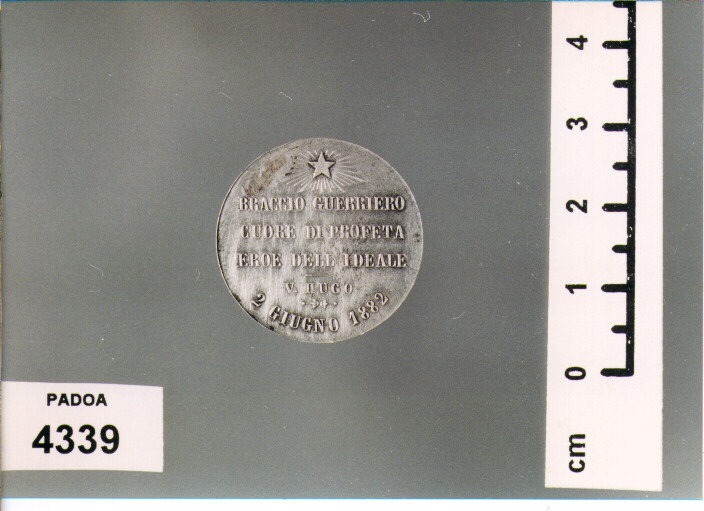 BRACCIO GUERRIERO
CUORE DI PROFETA
EROE DELL'IDEALE
V. HUGO
2 GIUGNO 1882
PADOA
4339
4
3
2
1
0
cm